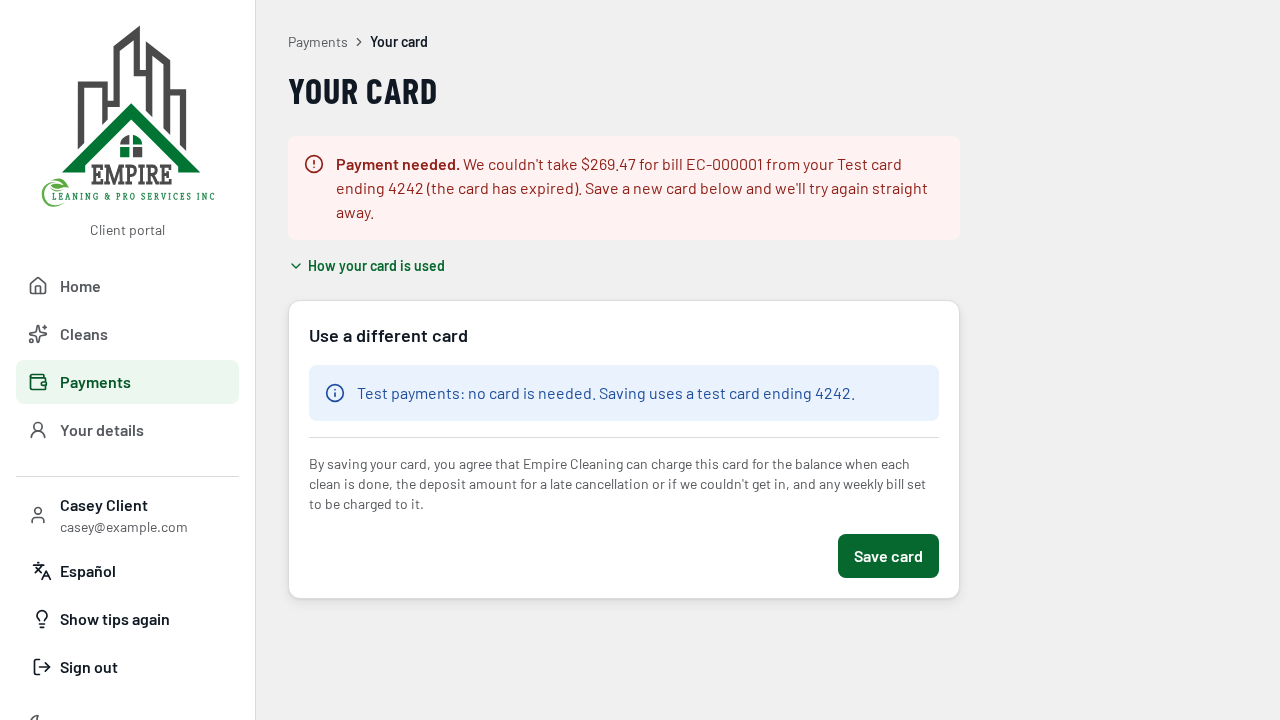 EMPIRE
LEANING & PRO SERVICES INC
Client portal
Home
Cleans
Payments
Your details
Casey Client
casey@example.com
Español
Show tips again
Sign out
Payments > Your card
YOUR CARD
Payment needed. We couldn't take $269.47 for bill EC-000001 from your Test card
ending 4242 (the card has expired). Save a new card below and we'll try again straight
away.
How your card is used
Use a different card
Test payments: no card is needed. Saving uses a test card ending 4242.
By saving your card, you agree that Empire Cleaning can charge this card for the balance when each
clean is done, the deposit amount for a late cancellation or if we couldn't get in, and any weekly bill set
to be charged to it.
Save card